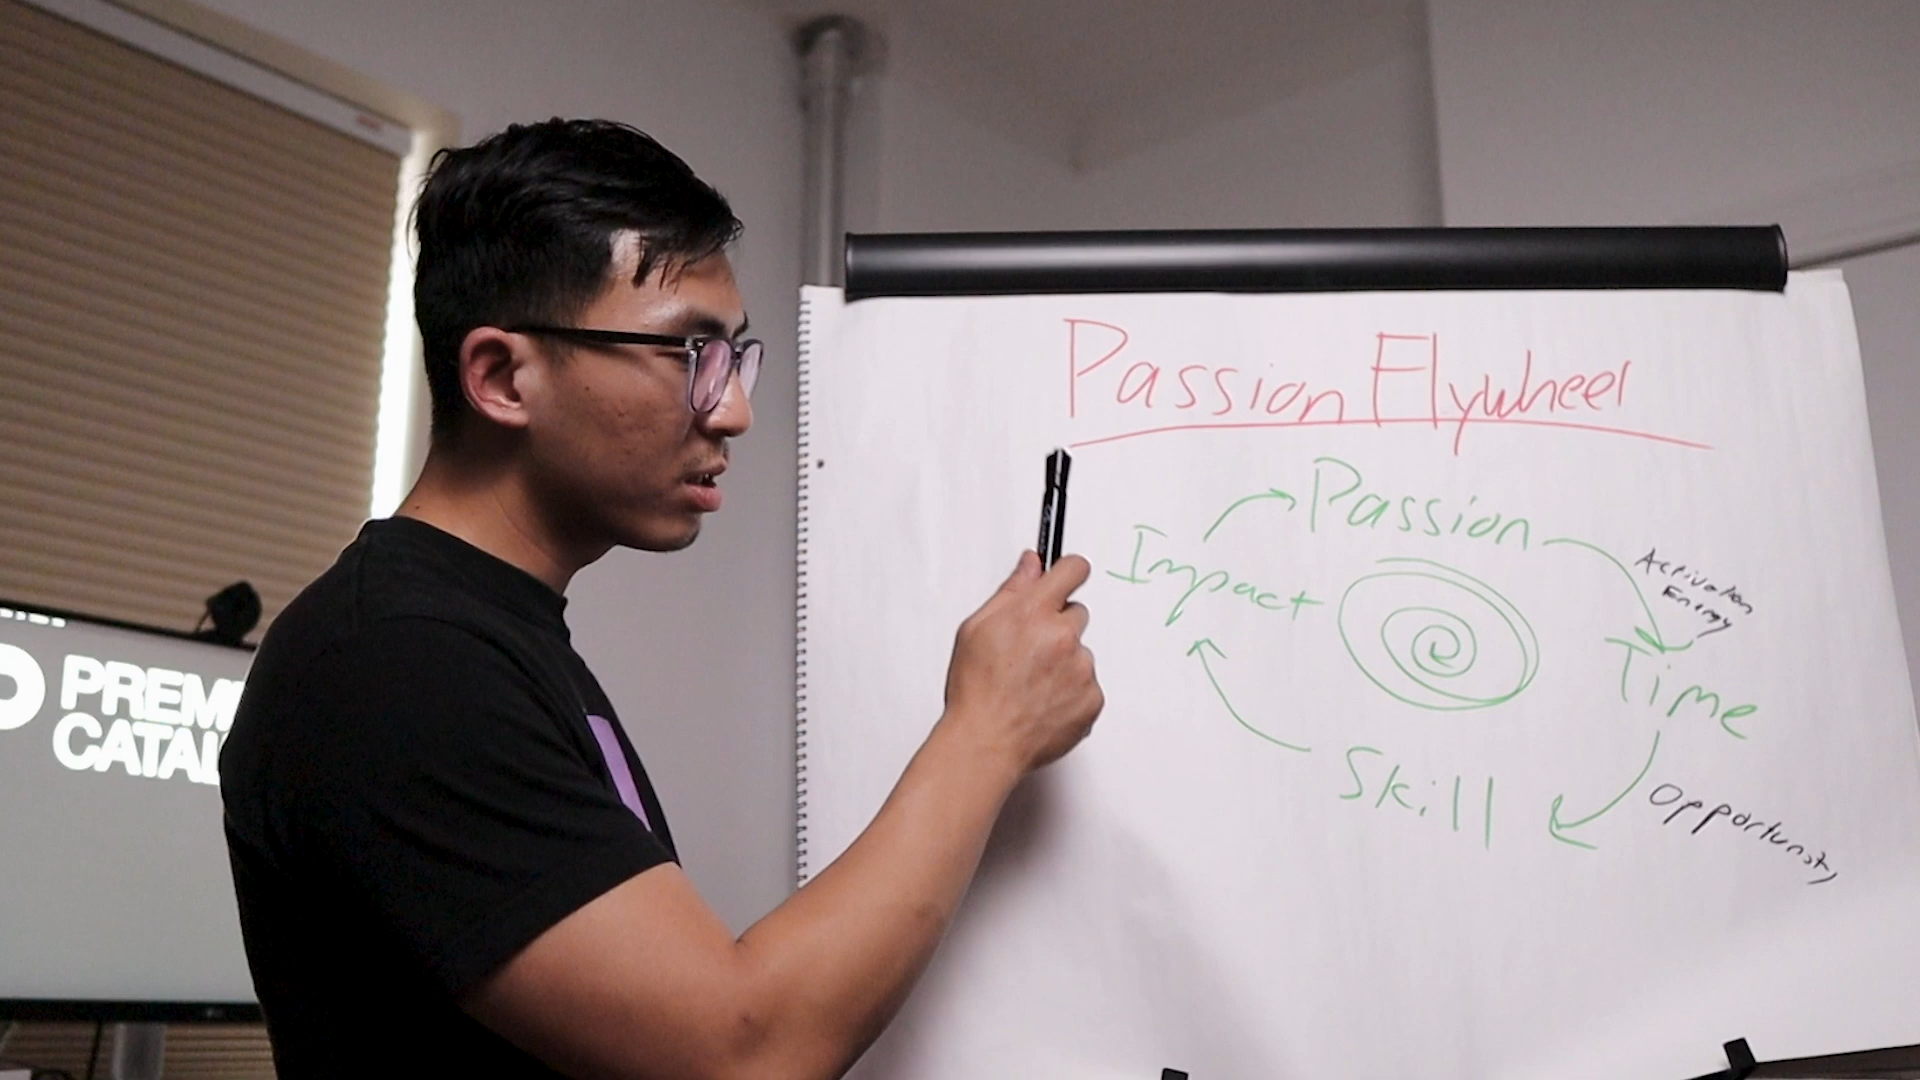 PREM
CATAL
Passion Flywheel
Passion
Impact
Activation
Energy
Time
Skill
Opportunity